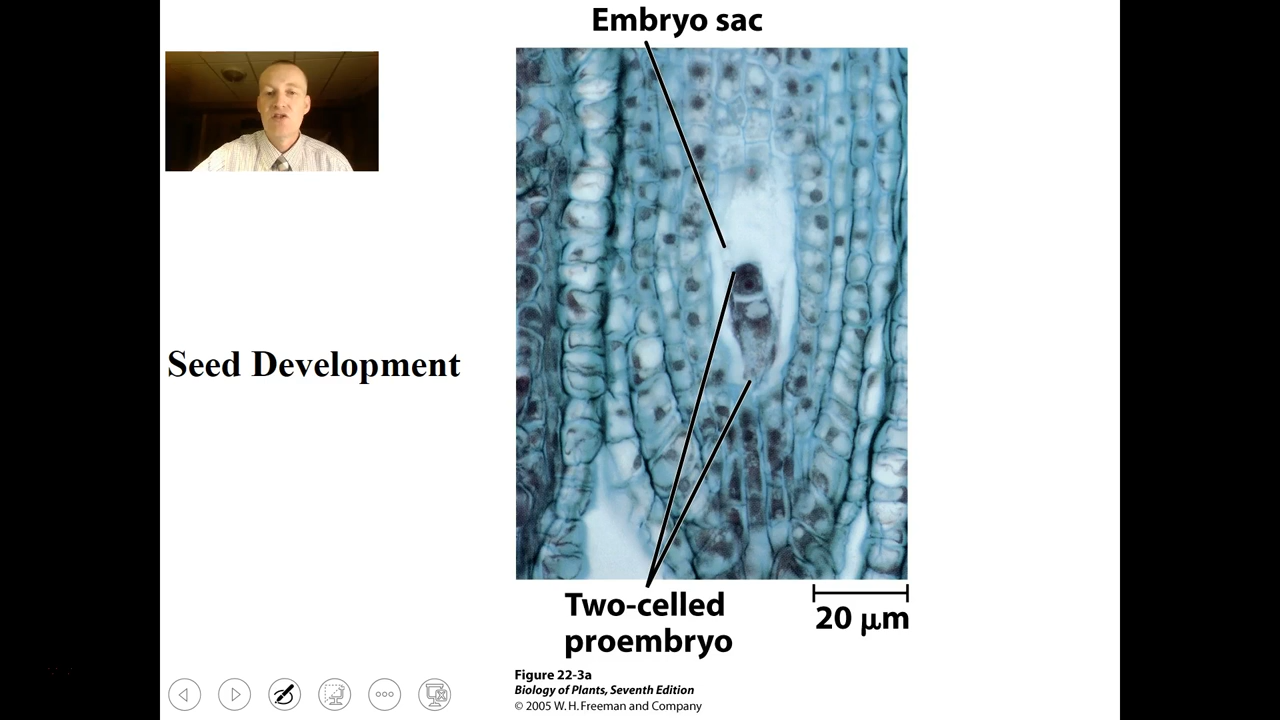 Embryo sac
Seed Development
Two-celled
proembryo
20 μm
Figure 22-3a
Biology of Plants, Seventh Edition
© 2005 W. H. Freeman and Company